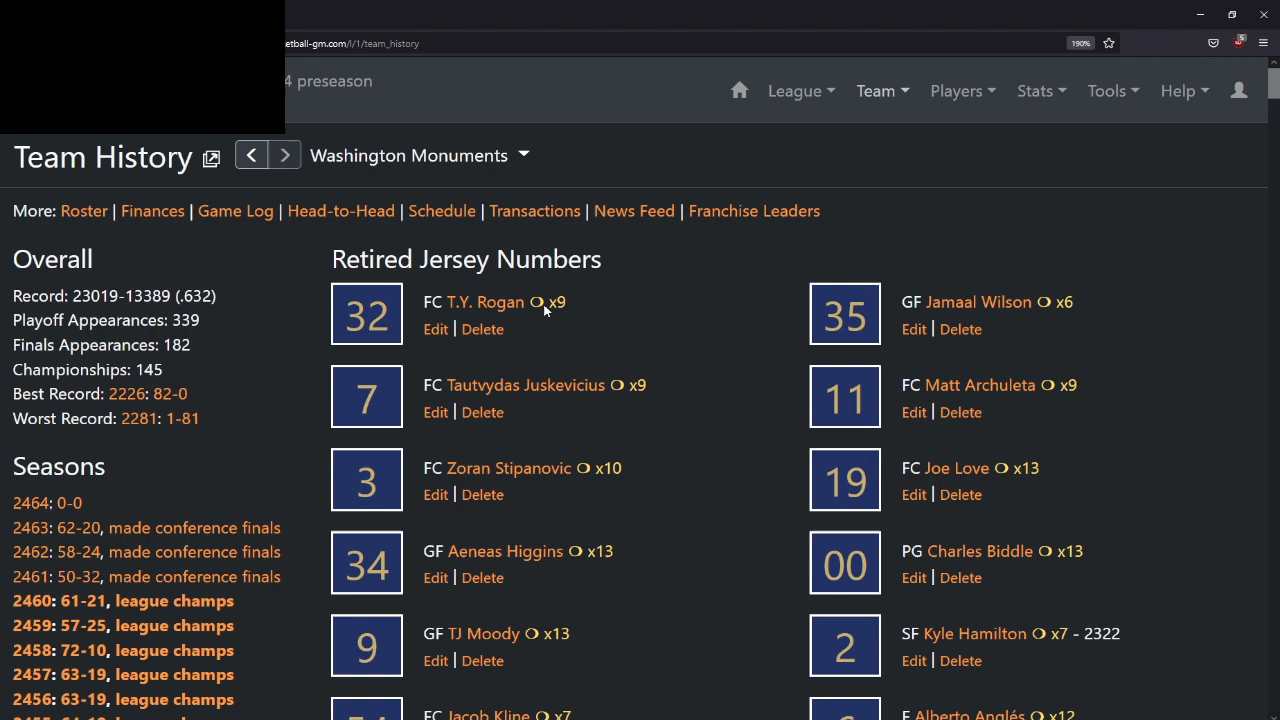 etball-gm.com/l/1/team_history
190%
5
4 preseason
League
Team
Players
Stats
Tools
Help
Team History
Washington Monuments
More: Roster | Finances | Game Log | Head-to-Head | Schedule | Transactions | News Feed | Franchise Leaders
Overall
Record: 23019-13389 (.632)
Playoff Appearances: 339
Finals Appearances: 182
Championships: 145
Best Record: 2226: 82-0
Worst Record: 2281: 1-81
Seasons
2464: 0-0
2463: 62-20, made conference finals
2462: 58-24, made conference finals
2461: 50-32, made conference finals
2460: 61-21, league champs
2459: 57-25, league champs
2458: 72-10, league champs
2457: 63-19, league champs
2456: 63-19, league champs
Retired Jersey Numbers
32
FC T.Y. Rogan x9
Edit | Delete
35
GF Jamaal Wilson x6
Edit | Delete
7
FC Tautvydas Juskevicius x9
Edit | Delete
11
FC Matt Archuleta x9
Edit | Delete
3
FC Zoran Stipanovic x10
Edit | Delete
19
FC Joe Love x13
Edit | Delete
34
GF Aeneas Higgins x13
Edit | Delete
00
PG Charles Biddle x13
Edit | Delete
9
GF TJ Moody x13
Edit | Delete
2
SF Kyle Hamilton x7 - 2322
Edit | Delete
FC Jacob Kline x7
F Alberto Anglés x12